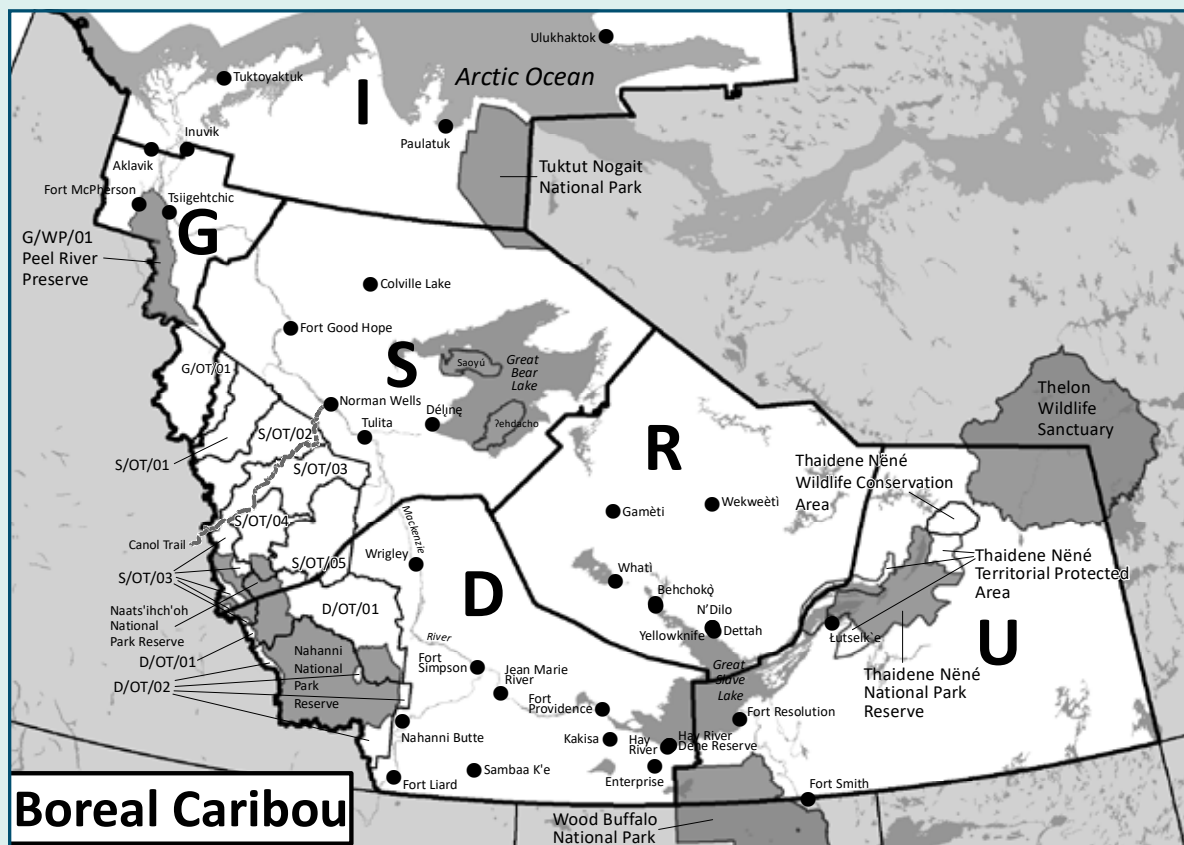 Ulukhaktok
Arctic Ocean
Tuktoyaktuk
I
Inuvik
Paulatuk
Aklavik
Tuktut Nogait
National Park
Fort McPherson
Tsiigehtchic
G
G/WP/01
Peel River
Preserve
Colville Lake
Fort Good Hope
S
Saoyú
Great
Bear
Lake
G/OT/01
Thelon
Wildlife
Sanctuary
Norman Wells
Délı̨nę
Ɂehdacho
Tulita
S/OT/02
R
S/OT/01
S/OT/03
Thaidene Nëné
Wildlife Conservation
Area
Wekweètì
Gamètì
S/OT/04
Mackenzie
Canol Trail
Wrigley
S/OT/05
Thaidene Nëné
Territorial Protected
Area
S/OT/03
Whatì
D
Behchokǫ̀
Naats'ihch'oh
National
Park Reserve
D/OT/01
N'Dilo
Yellowknife
Dettah
Łutselk`e
U
River
D/OT/01
Nahanni
National
Park
Reserve
Fort
Simpson
Jean Marie
River
Great
Slave
Lake
Thaidene Nëné
National Park
Reserve
D/OT/02
Fort
Providence
Fort Resolution
Nahanni Butte
Kakisa
Hay
River
Hay River
Dene Reserve
Fort Liard
Sambaa K'e
Enterprise
Fort Smith
Boreal Caribou
Wood Buffalo
National Park